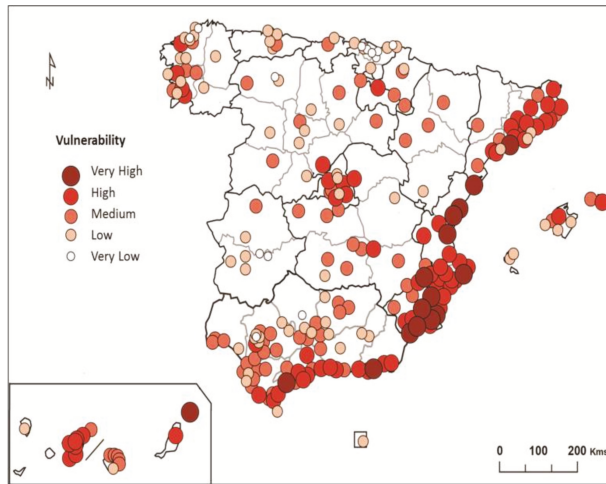 Vulnerability
Very High
High
Medium
Low
Very Low
0 100 200 Kms